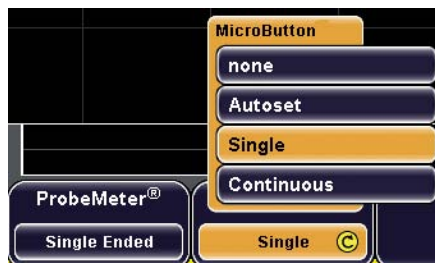 MicroButton
none
Autoset
Single
Continuous
ProbeMeter®
Single Ended
Single